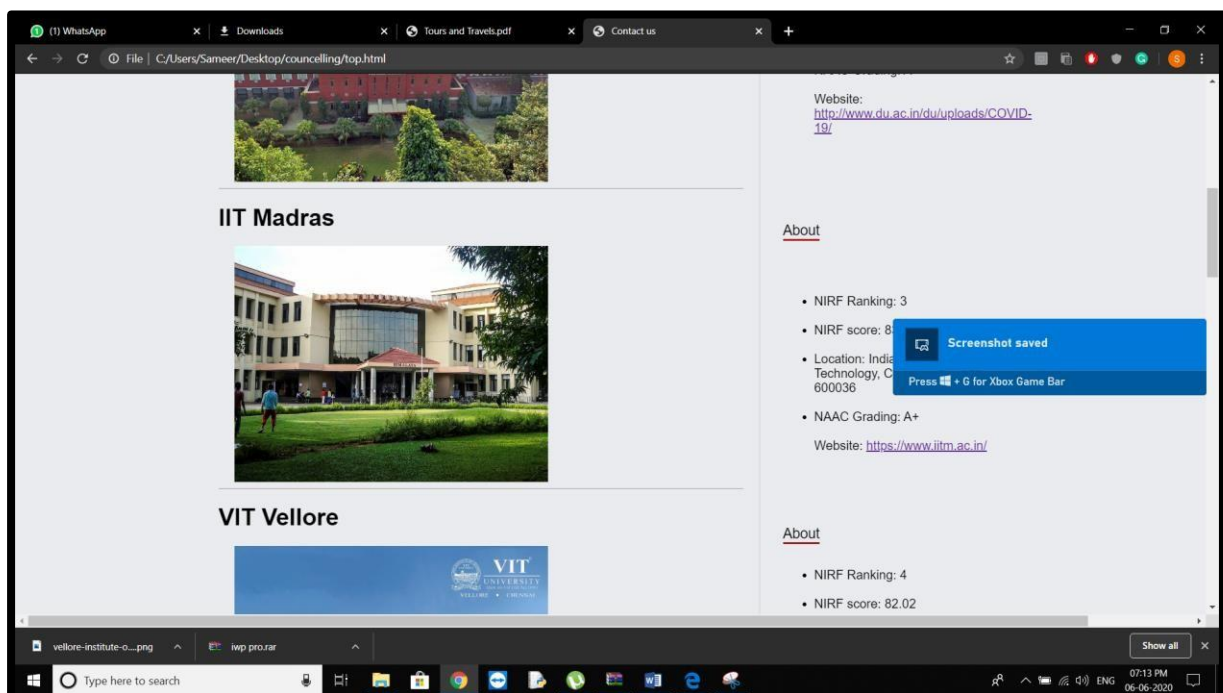 (1) WhatsApp
Downloads
Tours and Travels.pdf
Contact us
File | C:/Users/Sameer/Desktop/councelling/top.html
Website:
http://www.du.ac.in/du/uploads/COVID-
19/
IIT Madras
About
• NIRF Ranking: 3
• NIRF score: 8
• Location: India
Technology, C
600036
• NAAC Grading: A+
Website: https://www.iitm.ac.in/
Screenshot saved
Press + G for Xbox Game Bar
VIT Vellore
VIT
UNIVERSITY
VELLORE • CHENNAI
About
• NIRF Ranking: 4
• NIRF score: 82.02
vellore-institute-o....png
iwp pro.rar
Show all
Type here to search
ENG
07:13 PM
06-06-2020